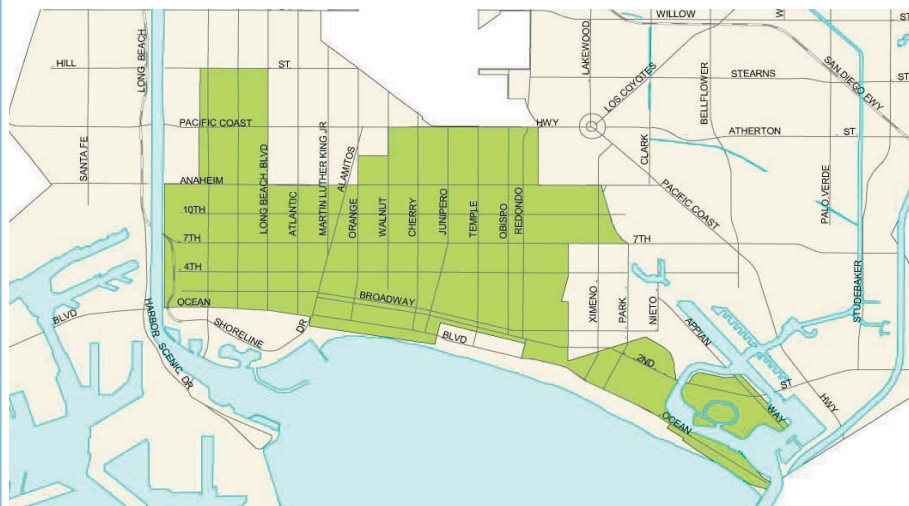 WILLOW
ST
W
HILL
ST.
LONG BEACH
LAKEWOOD
LOS COYOTES
BELLFLOWER
STEARNS
SAN DIEGO FWY
ST
PACIFIC COAST
HWY
ATHERTON
ST.
SANTA FE
LONG BEACH BLVD
ATLANTIC
MARTIN LUTHER KING JR
ALAMITOS
ORANGE
WALNUT
CHERRY
JUNIPERO
TEMPLE
OBISPO
REDONDO
CLARK
PALO VERDE
PACIFIC COAST
ANAHEIM
10TH
7TH
7TH
4TH
OCEAN
BROADWAY
BLVD
BLVD
SHORELINE
DR
HARBOR SCENIC DR
XIMENO
PARK
NIETO
APPIAN
STUDEBAKER
2ND
ST
WAY
HWY
OCEAN